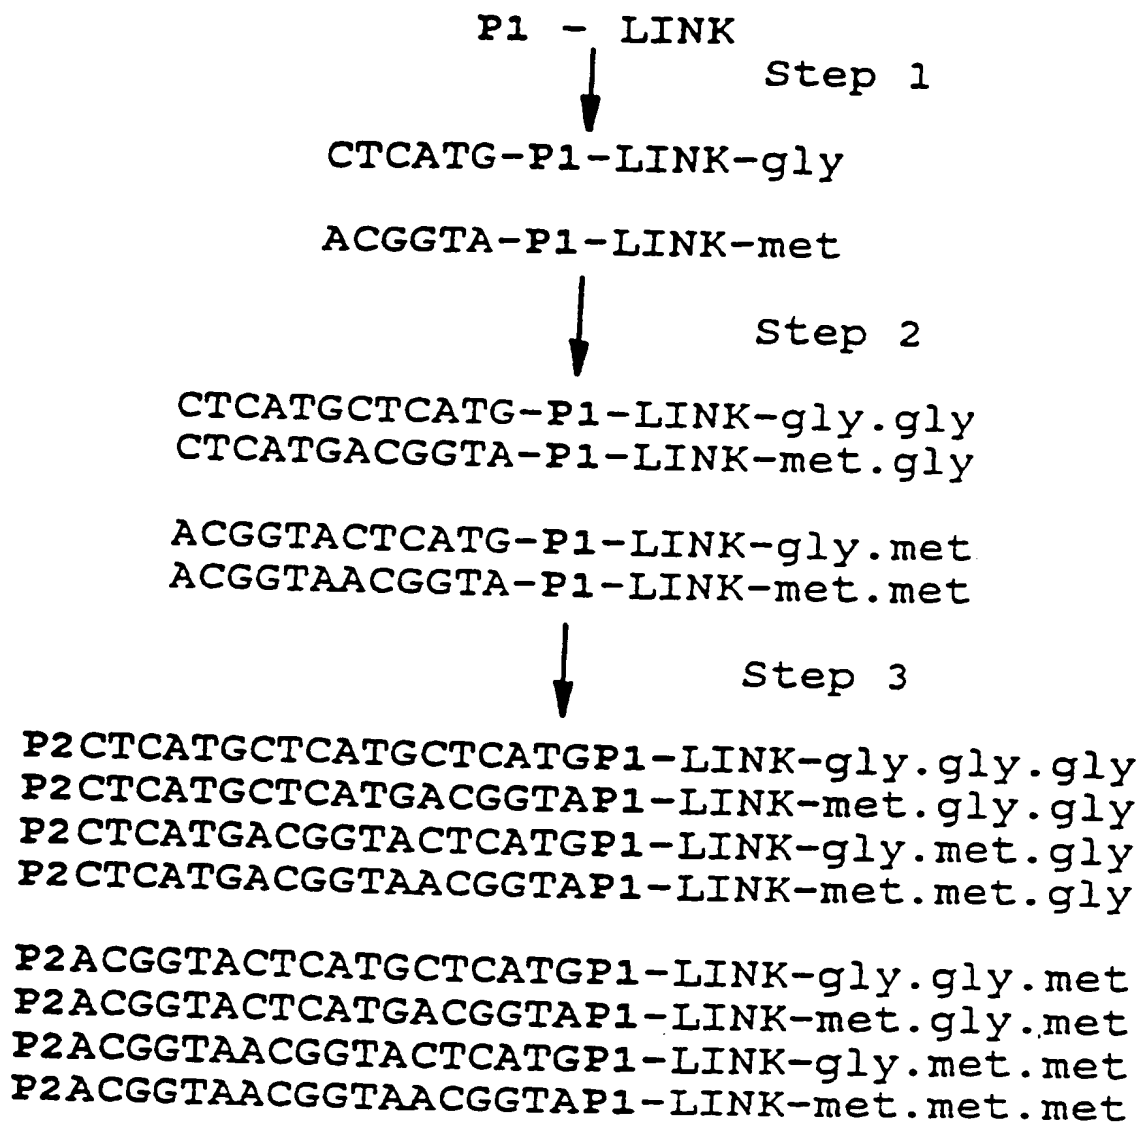 P1 - LINK
Step 1
CTCATG-P1-LINK-gly
ACGGTA-P1-LINK-met
Step 2
CTCATGCTCATG-P1-LINK-gly.gly
CTCATGACGGTA-P1-LINK-met.gly
ACGGTACTCATG-P1-LINK-gly.met
ACGGTAACGGTA-P1-LINK-met.met
Step 3
P2CTCATGCTCATGCTCATGP1-LINK-gly.gly.gly
P2CTCATGCTCATGACGGTAP1-LINK-met.gly.gly
P2CTCATGACGGTACTCATGP1-LINK-gly.met.gly
P2CTCATGACGGTAACGGTAP1-LINK-met.met.gly
P2ACGGTACTCATGCTCATGP1-LINK-gly.gly.met
P2ACGGTACTCATGACGGTAP1-LINK-met.gly.met
P2ACGGTAACGGTACTCATGP1-LINK-gly.met.met
P2ACGGTAACGGTAACGGTAP1-LINK-met.met.met